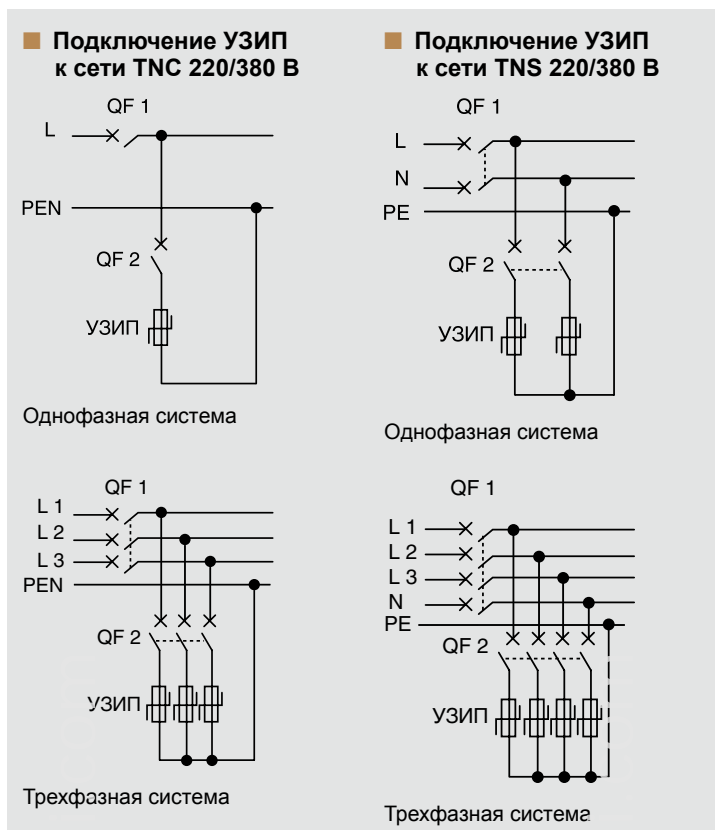 Подключение УЗИП
к сети TNC 220/380 В
QF 1
L
PEN
QF 2
УЗИП
Однофазная система
Подключение УЗИП
к сети TNS 220/380 В
QF 1
L
N
PE
QF 2
УЗИП
Однофазная система
QF 1
L 1
L 2
L 3
PEN
QF 2
УЗИП
Трехфазная система
QF 1
L 1
L 2
L 3
N
PE
QF 2
УЗИП
Трехфазная система